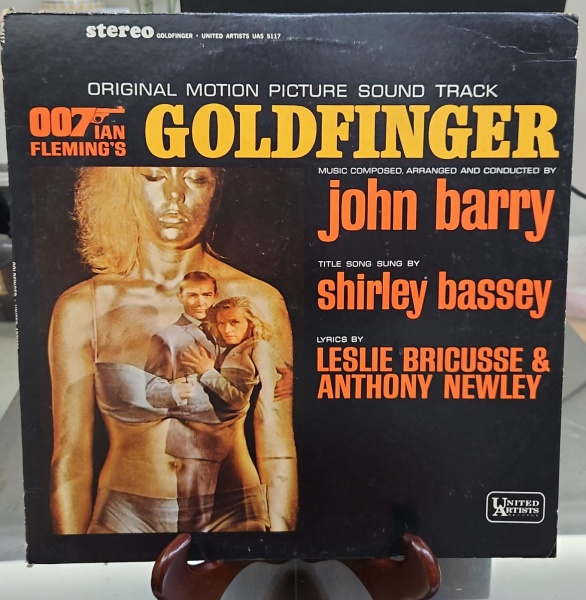 stereo GOLDFINGER · UNITED ARTISTS UAS 5117
ORIGINAL MOTION PICTURE SOUND TRACK
007 IAN
FLEMING'S
GOLDFINGER
MUSIC COMPOSED, ARRANGED AND CONDUCTED BY
john barry
TITLE SONG SUNG BY
shirley bassey
LYRICS BY
LESLIE BRICUSSE &
ANTHONY NEWLEY
UNITED
ARTISTS
RECORDS